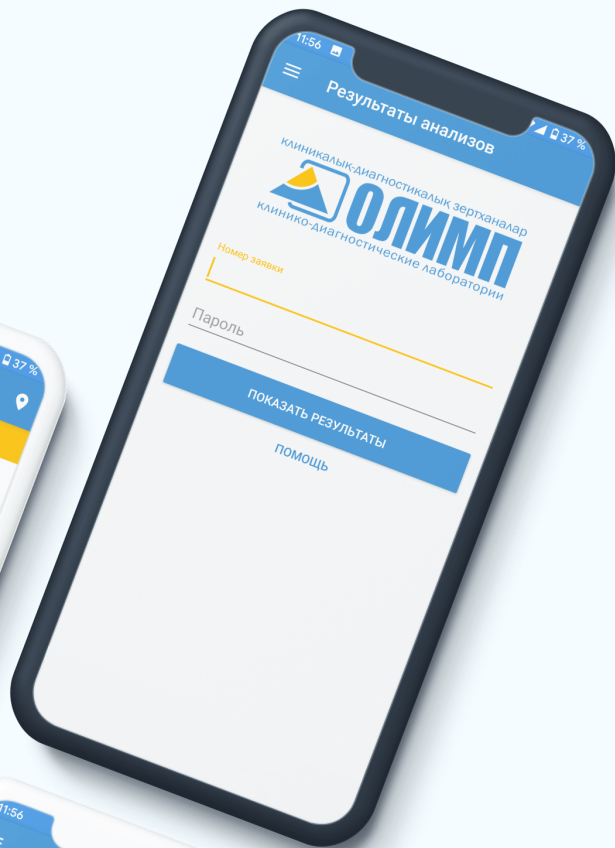 11:56
37 %
Результаты анализов
клиникалық-диагностикалық зертханалар
ОЛИМП
клинико-диагностические лаборатории
Номер заявки
Пароль
ПОКАЗАТЬ РЕЗУЛЬТАТЫ
ПОМОЩЬ
37 %
11:56